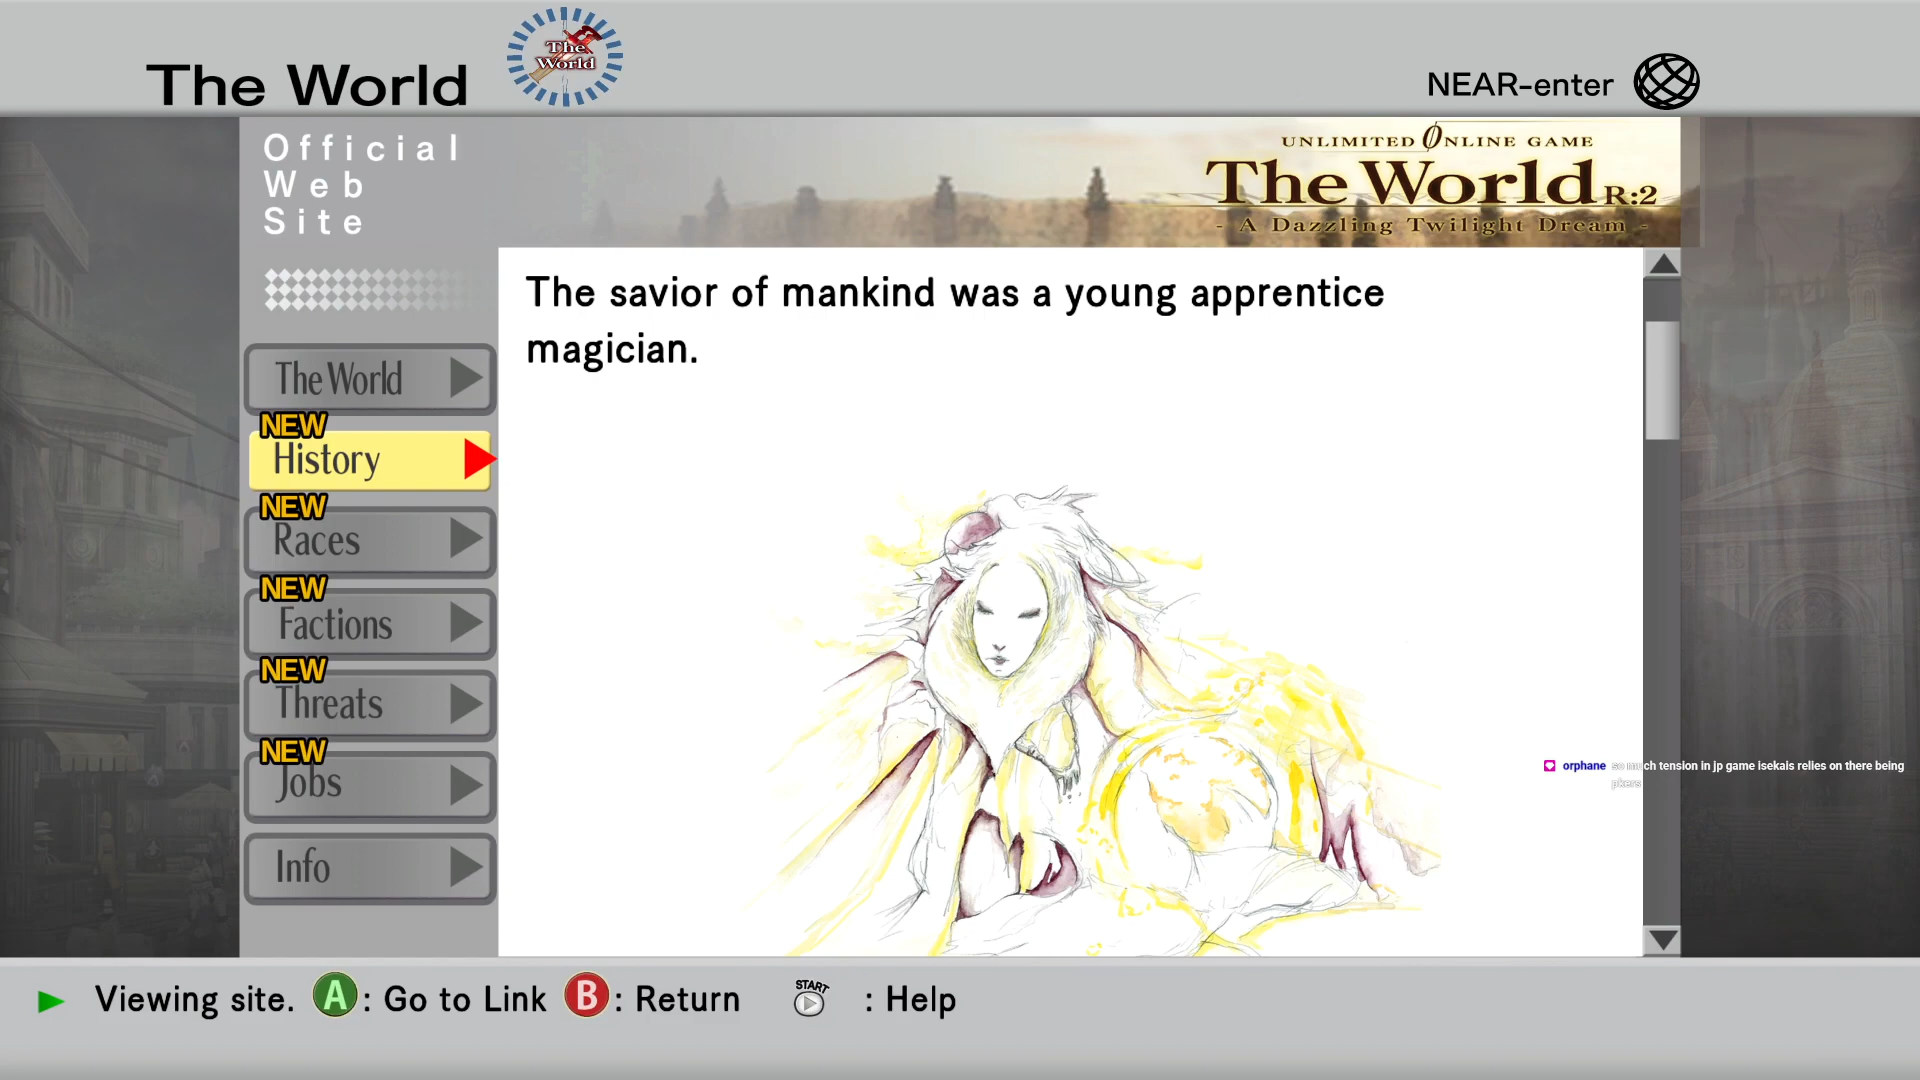 The World
The
World
NEAR-enter
Official
Web
Site
UNLIMITED ONLINE GAME
The World R:2
- A Dazzling Twilight Dream -
The savior of mankind was a young apprentice
magician.
The World
NEW
History
NEW
Races
NEW
Factions
NEW
Threats
NEW
Jobs
Info
orphane so much tension in jp game isekais relies on there being
pkers
Viewing site. A : Go to Link B : Return START : Help